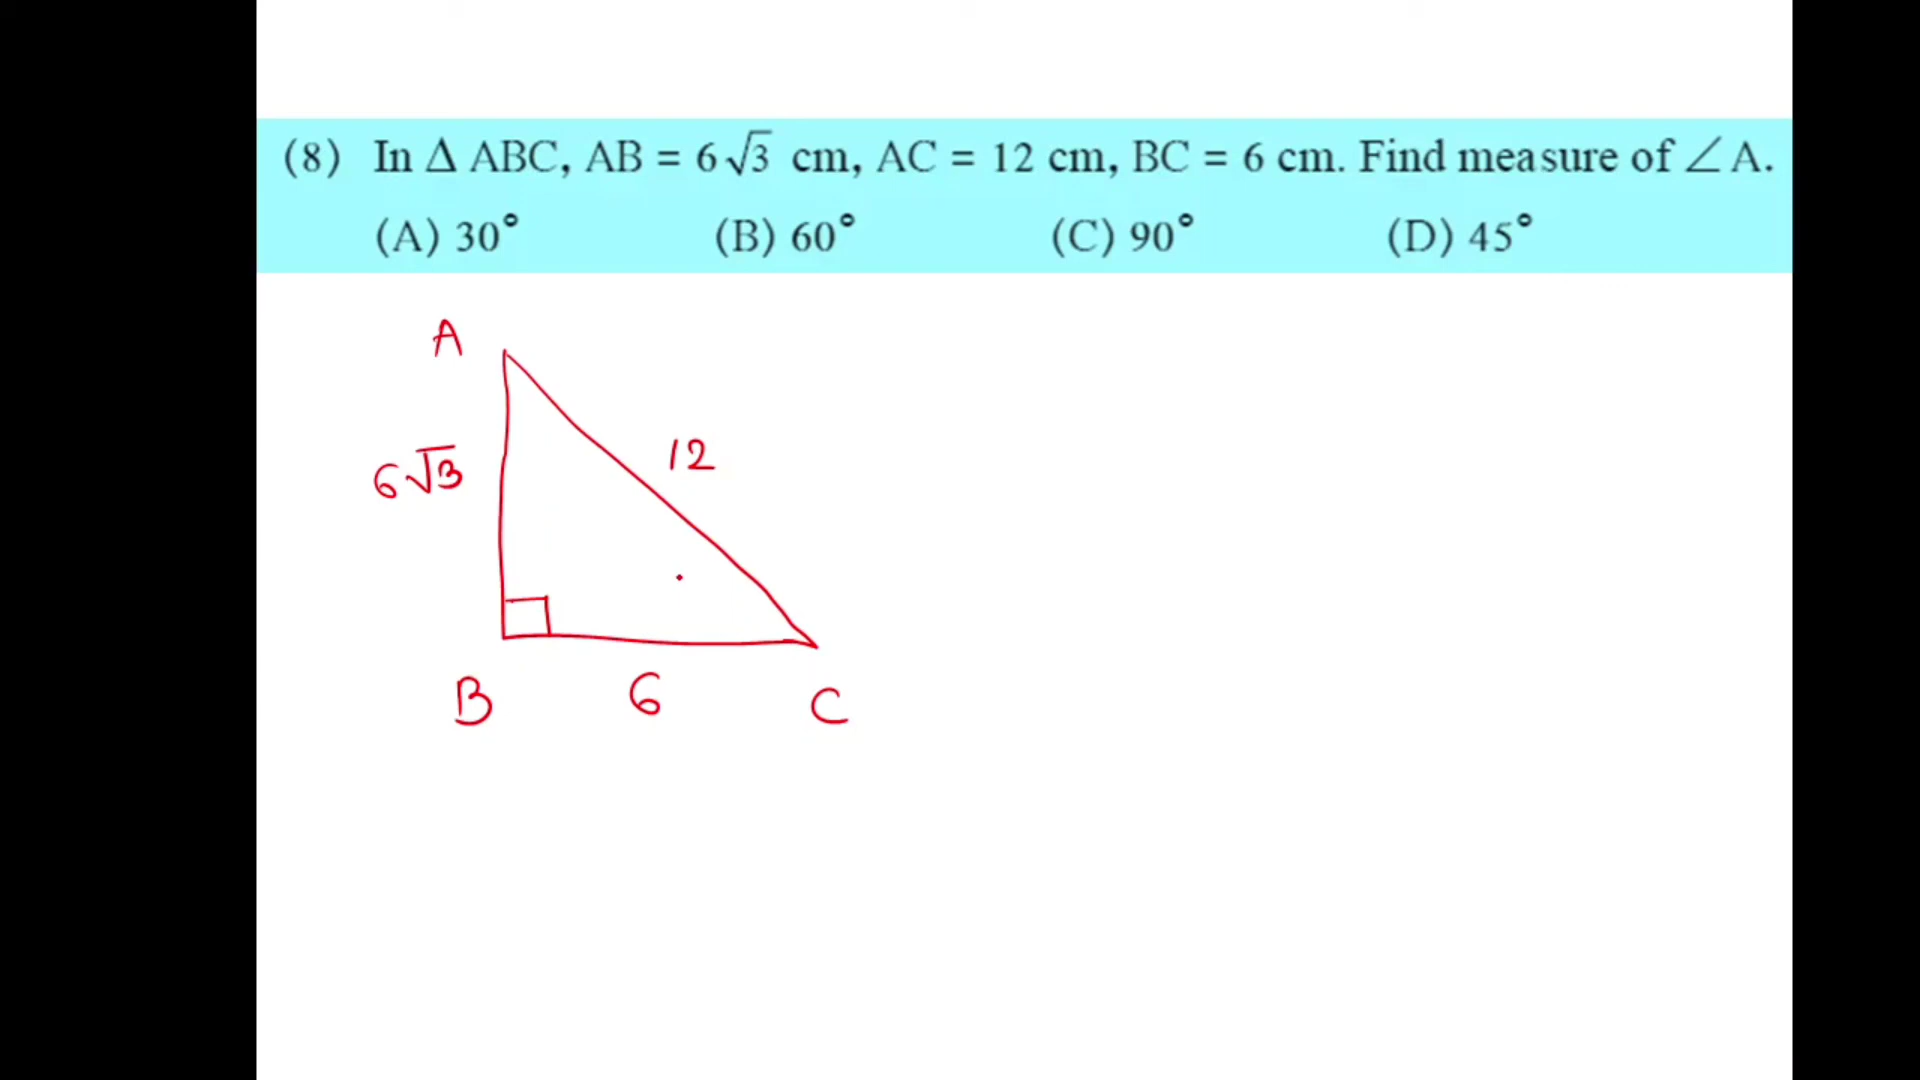 (8) In Δ ABC, AB = 6√3 cm, AC = 12 cm, BC = 6 cm. Find measure of ∠A.
(A) 30° (B) 60° (C) 90° (D) 45°
A
12
6√3
B 6 C